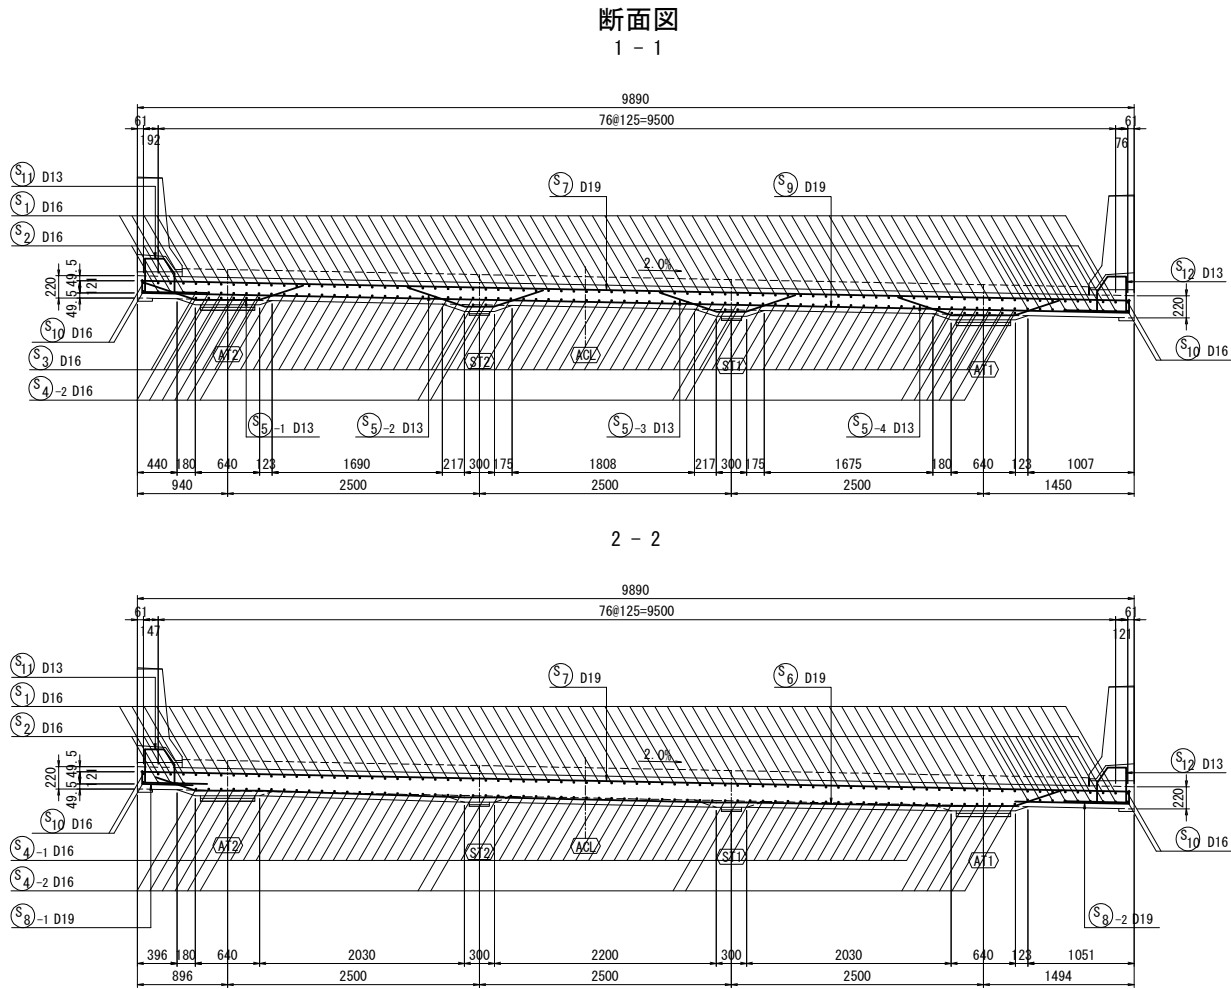 断面図
1 - 1
9890
61 76@125=9500 61
192 76
S11 D13
S7 D19 S9 D19
S1 D16
S2 D16
2.0%
S12 D13
220 49.5 121 49.5
220
S10 D16
S10 D16
AT2 ST2 ACL ST1 AT1
S3 D16
S4-2 D16
S5-1 D13 S5-2 D13 S5-3 D13 S5-4 D13
440 180 640 123 1690 217 300 175 1808 217 300 175 1675 180 640 123 1007
940 2500 2500 2500 1450
2 - 2
9890
61 76@125=9500 61
147 121
S11 D13
S7 D19 S6 D19
S1 D16
S2 D16
2.0%
S12 D13
220 49.5 121 49.5
220
S10 D16
S10 D16
AT2 ST2 ACL ST1 AT1
S4-1 D16
S4-2 D16
S8-1 D19 S8-2 D19
396 180 640 2030 300 2200 300 2030 640 123 1051
896 2500 2500 2500 1494